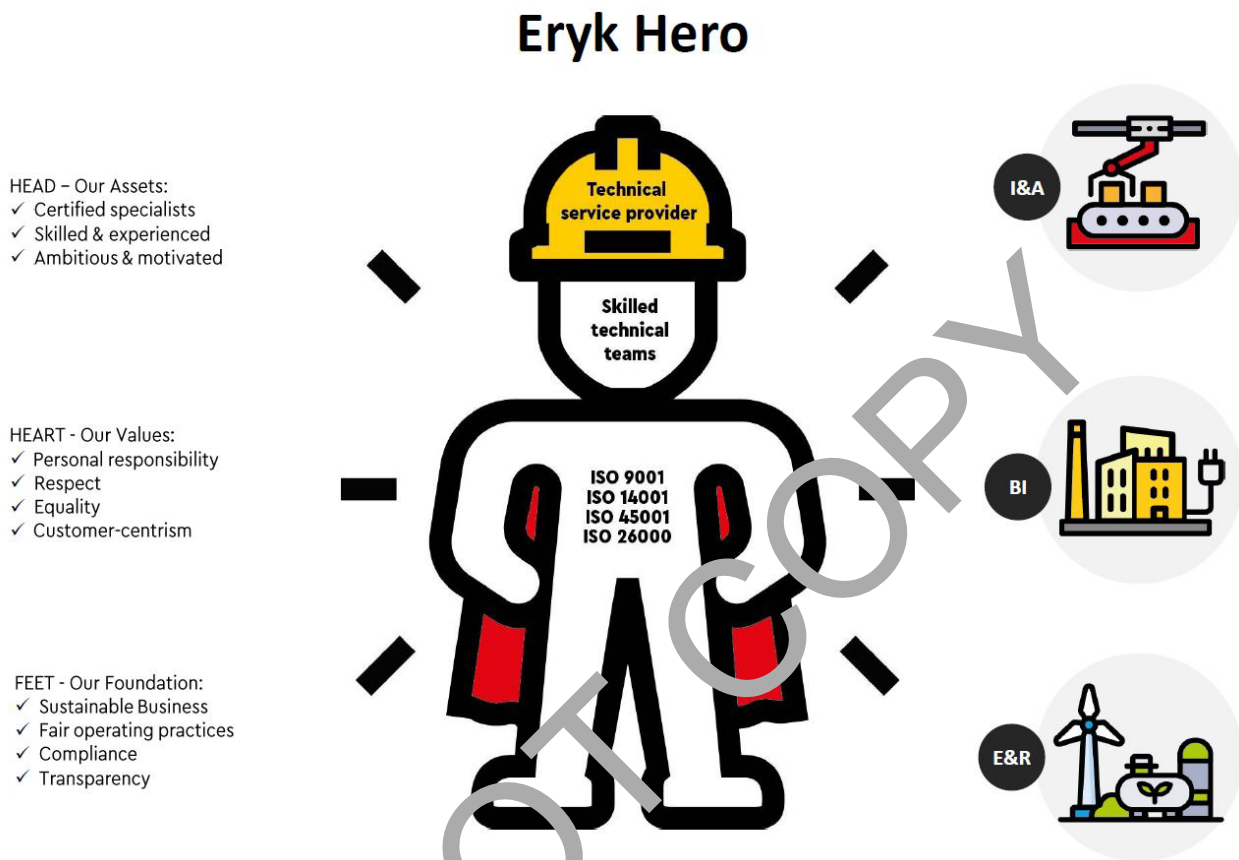 Eryk Hero
HEAD – Our Assets:
✓ Certified specialists
✓ Skilled & experienced
✓ Ambitious & motivated
HEART - Our Values:
✓ Personal responsibility
✓ Respect
✓ Equality
✓ Customer-centrism
FEET - Our Foundation:
✓ Sustainable Business
✓ Fair operating practices
✓ Compliance
✓ Transparency
Technical
service provider
Skilled
technical
teams
ISO 9001
ISO 14001
ISO 45001
ISO 26000
I&A
BI
E&R
OT COPY